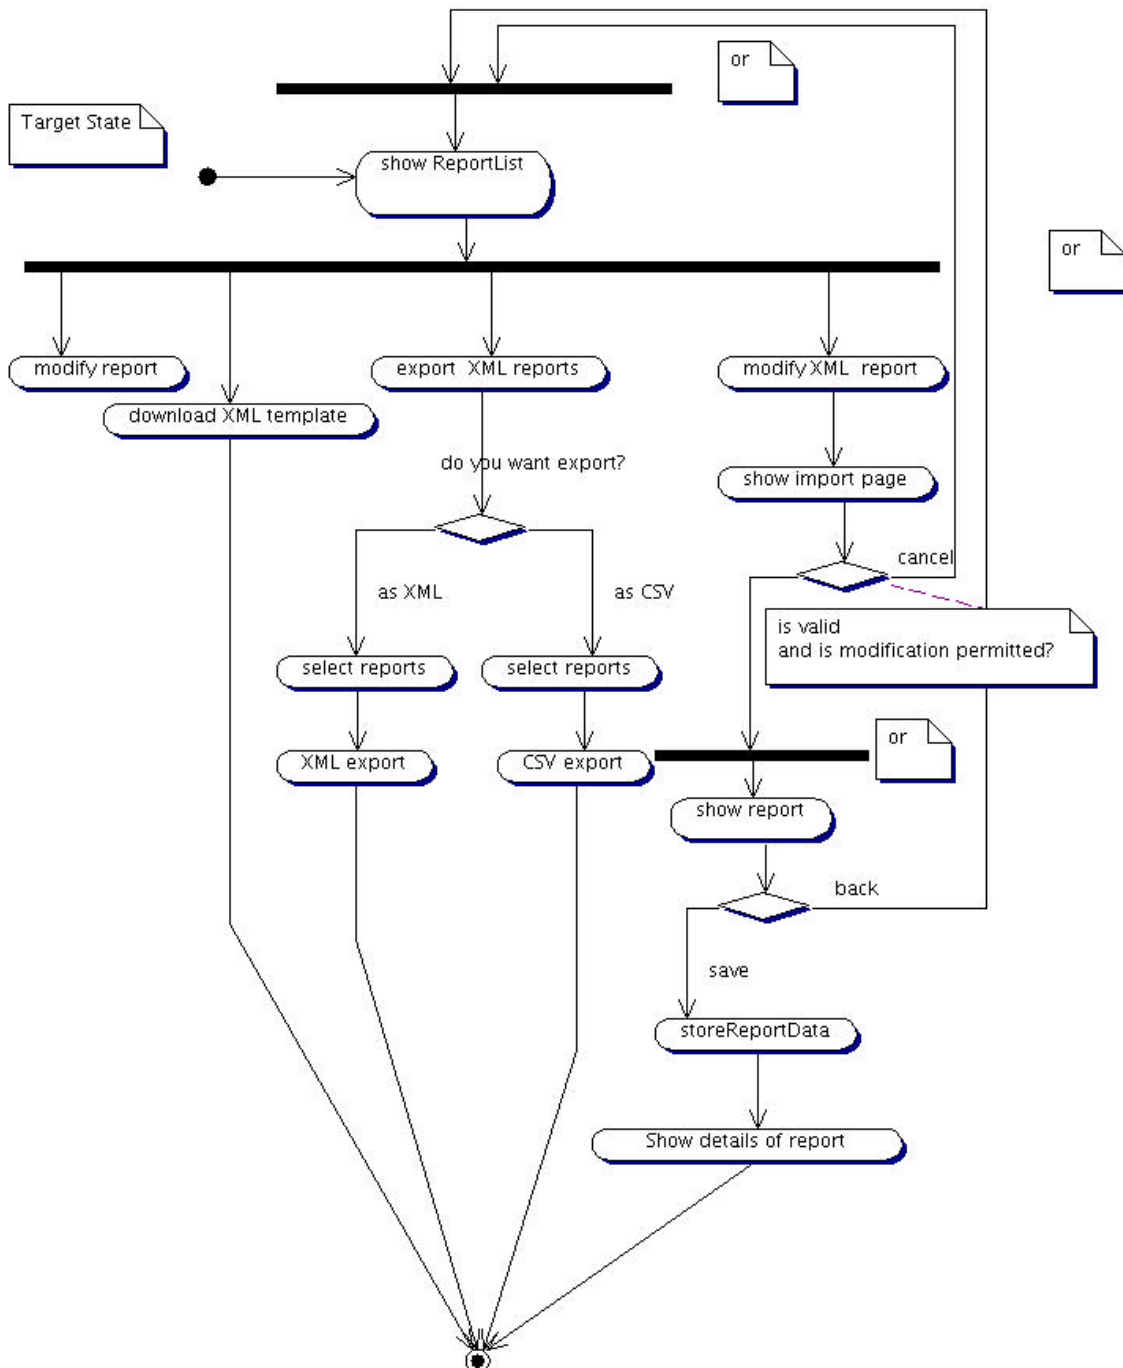 or
Target State
show ReportList
or
modify report
export XML reports
modify XML report
download XML template
do you want export?
show import page
cancel
as XML
as CSV
is valid
and is modification permitted?
select reports
select reports
or
XML export
CSV export
show report
back
save
storeReportData
Show details of report